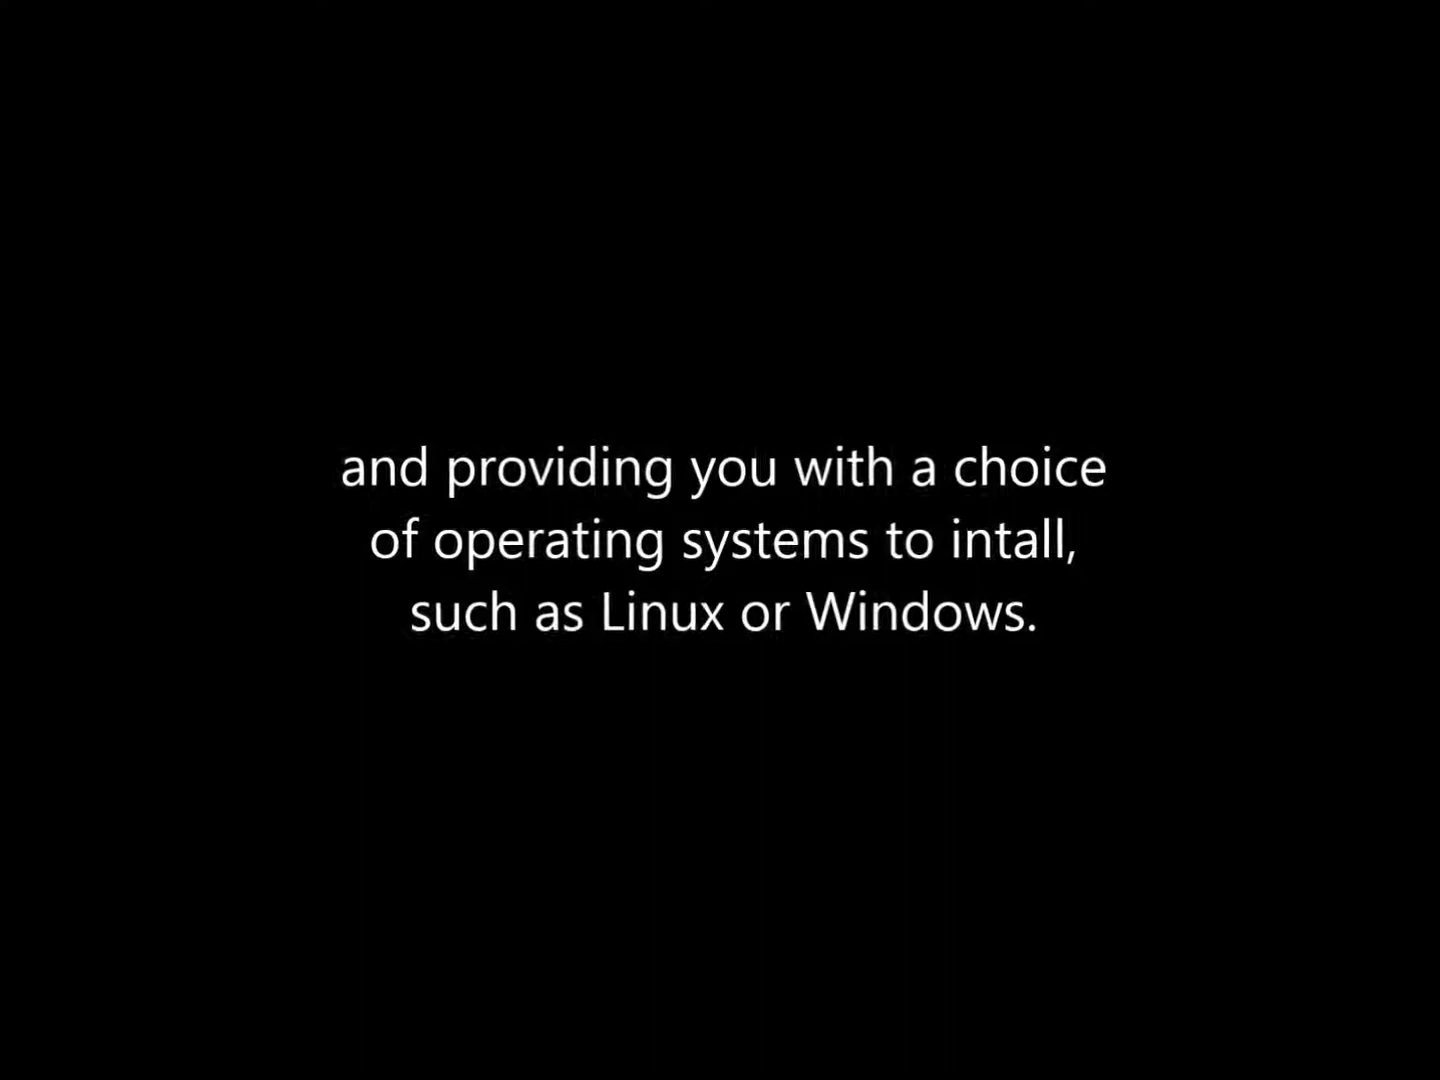 and providing you with a choice
of operating systems to intall,
such as Linux or Windows.